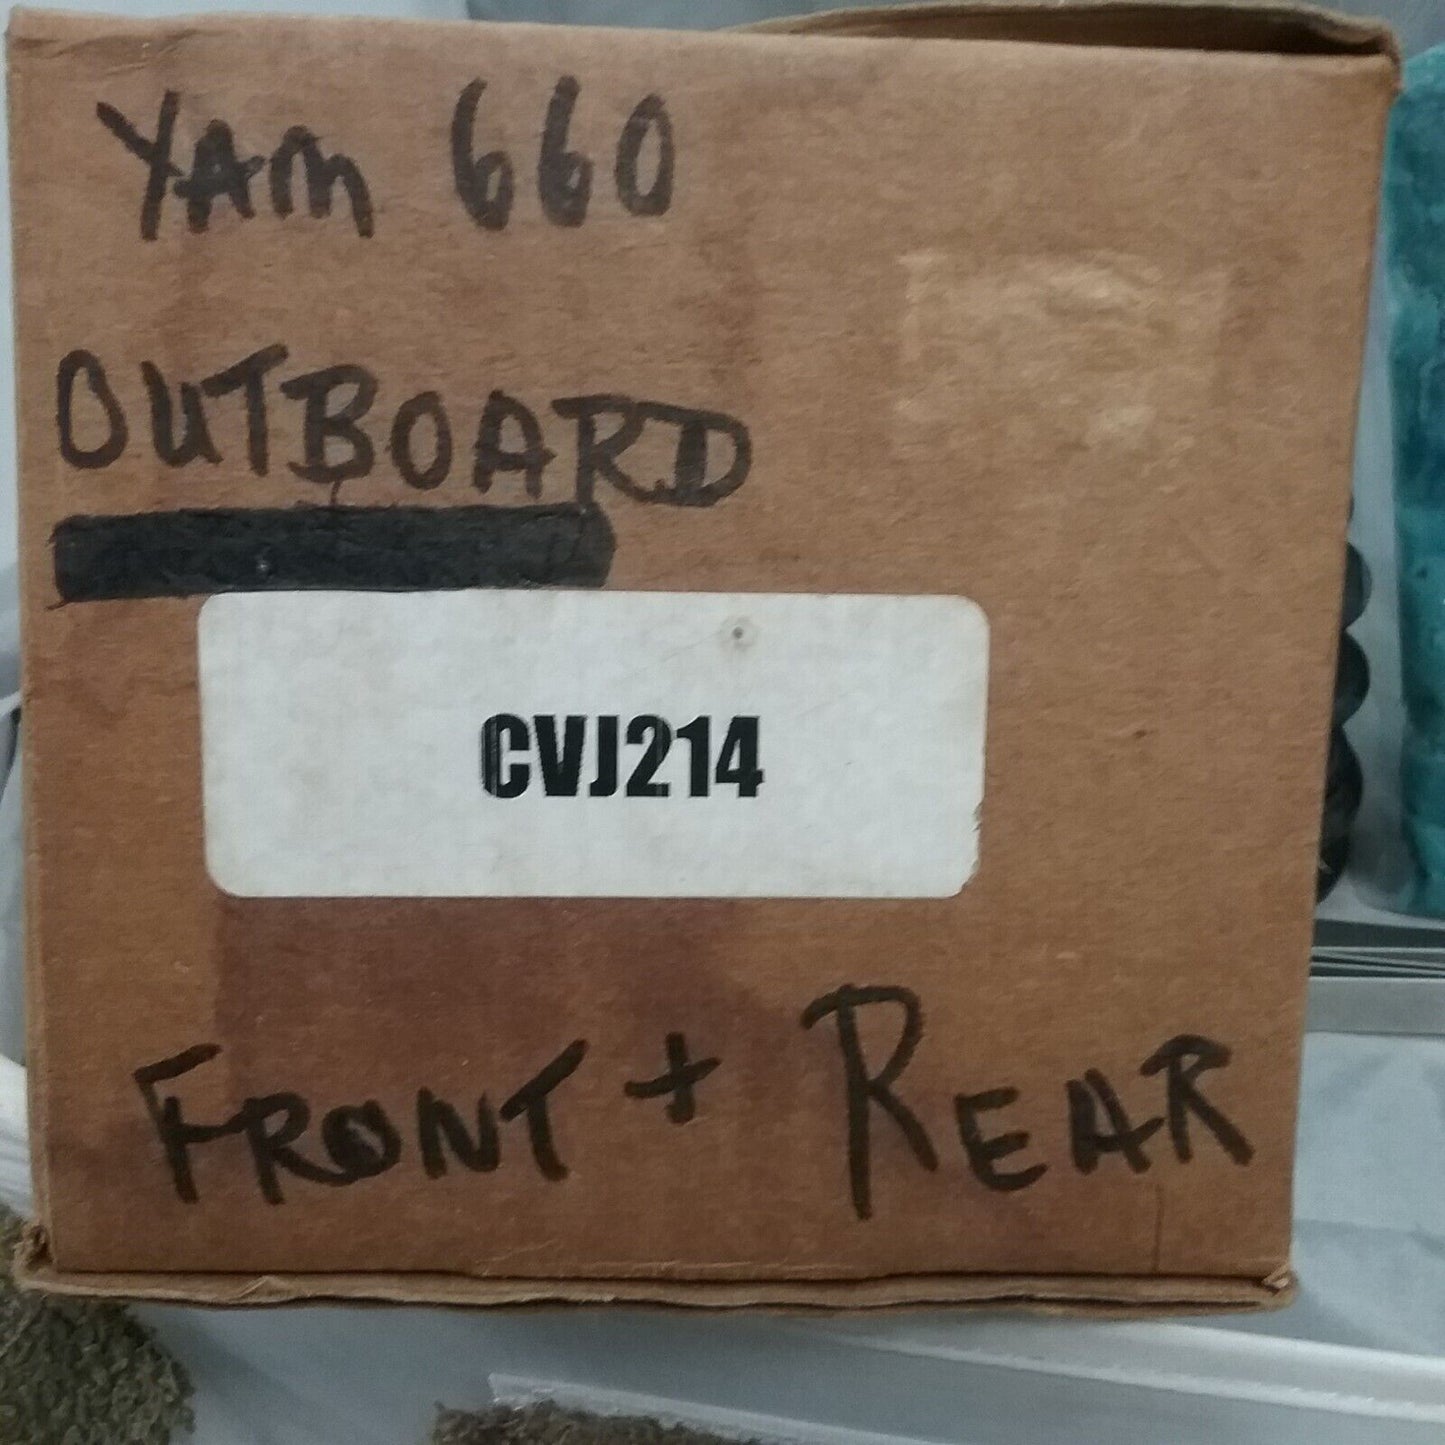 YAm 660
OUTBOARD
CVJ214
FRONT + REAR